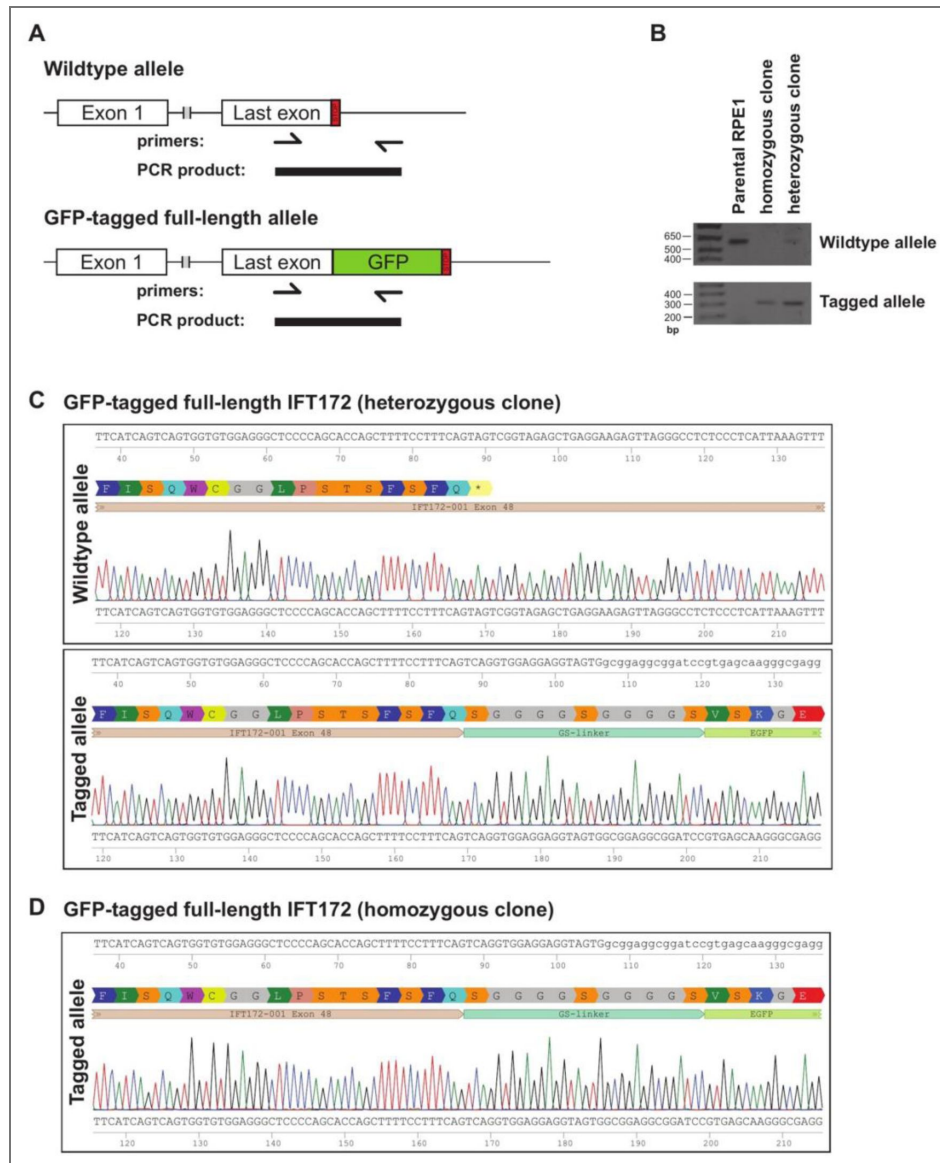 A
Wildtype allele
Exon 1
Last exon
primers:
PCR product:
GFP-tagged full-length allele
Exon 1
Last exon
GFP
primers:
PCR product:
B
Parental RPE1
homozygous clone
heterozygous clone
650
500
400
Wildtype allele
400
300
200
bp
Tagged allele
C GFP-tagged full-length IFT172 (heterozygous clone)
Wildtype allele
TTCATCAGTCAGTGGTGTGGAGGGCTCCCCAGCACCAGCTTTTCCTTTCAGTAGTCGGTAGAGCTGAGGAAGAGTTAGGGCCTCTCCCTCATTAAAGTTT
40 50 60 70 80 90 100 110 120 130
F I S Q W C G G L P S T S F S F Q *
IFT172-001 Exon 48
TTCATCAGTCAGTGGTGTGGAGGGCTCCCCAGCACCAGCTTTTCCTTTCAGTAGTCGGTAGAGCTGAGGAAGAGTTAGGGCCTCTCCCTCATTAAAGTTT
120 130 140 150 160 170 180 190 200 210
Tagged allele
TTCATCAGTCAGTGGTGTGGAGGGCTCCCCAGCACCAGCTTTTCCTTTCAGTCAGGTGGAGGAGGTAGTGgcggaggcggatccgtgagcaagggcgagg
40 50 60 70 80 90 100 110 120 130
F I S Q W C G G L P S T S F S F Q S G G G G S G G G G S V S K G E
IFT172-001 Exon 48 GS-linker EGFP
TTCATCAGTCAGTGGTGTGGAGGGCTCCCCAGCACCAGCTTTTCCTTTCAGTCAGGTGGAGGAGGTAGTGGCGGAGGCGGATCCGTGAGCAAGGGCGAGG
120 130 140 150 160 170 180 190 200 210
D GFP-tagged full-length IFT172 (homozygous clone)
Tagged allele
TTCATCAGTCAGTGGTGTGGAGGGCTCCCCAGCACCAGCTTTTCCTTTCAGTCAGGTGGAGGAGGTAGTGgcggaggcggatccgtgagcaagggcgagg
40 50 60 70 80 90 100 110 120 130
F I S Q W C G G L P S T S F S F Q S G G G G S G G G G S V S K G E
IFT172-001 Exon 48 GS-linker EGFP
TTCATCAGTCAGTGGTGTGGAGGGCTCCCCAGCACCAGCTTTTCCTTTCAGTCAGGTGGAGGAGGTAGTGGCGGAGGCGGATCCGTGAGCAAGGGCGAGG
120 130 140 150 160 170 180 190 200 210